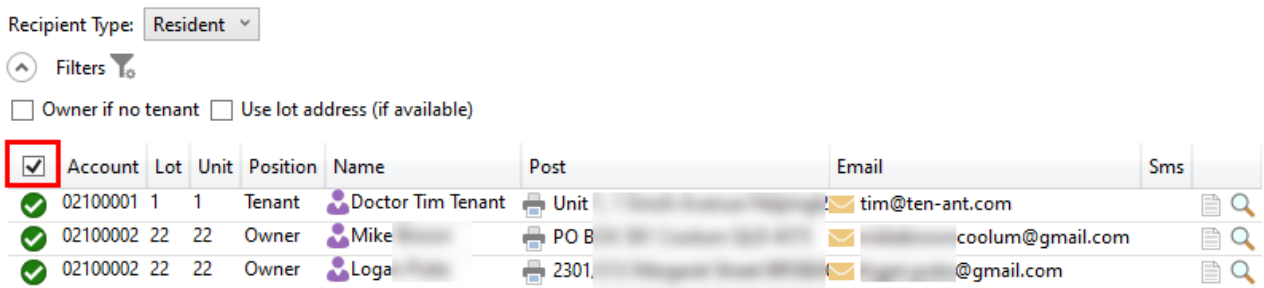 Recipient Type: Resident
Filters
Owner if no tenant Use lot address (if available)
Account Lot Unit Position Name Post Email Sms
02100001 1 1 Tenant Doctor Tim Tenant Unit tim@ten-ant.com
02100002 22 22 Owner Mike PO B coolum@gmail.com
02100002 22 22 Owner Loga 2301, @gmail.com